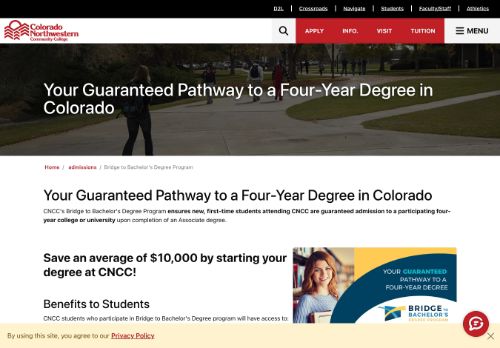 D2L | Crossroads | Navigate | Students | Faculty/Staff | Athletics
Colorado
Northwestern
Community College
APPLY INFO. VISIT TUITION MENU
Your Guaranteed Pathway to a Four-Year Degree in
Colorado
Home / admissions / Bridge to Bachelor's Degree Program
Your Guaranteed Pathway to a Four-Year Degree in Colorado
CNCC's Bridge to Bachelor's Degree Program ensures new, first-time students attending CNCC are guaranteed admission to a participating four-
year college or university upon completion of an Associate degree.
Save an average of $10,000 by starting your
degree at CNCC!
Benefits to Students
CNCC students who participate in Bridge to Bachelor's Degree program will have access to:
YOUR GUARANTEED
PATHWAY TO A
FOUR-YEAR DEGREE
BRIDGE TO
BACHELOR'S
DEGREE PROGRAM
By using this site, you agree to our Privacy Policy